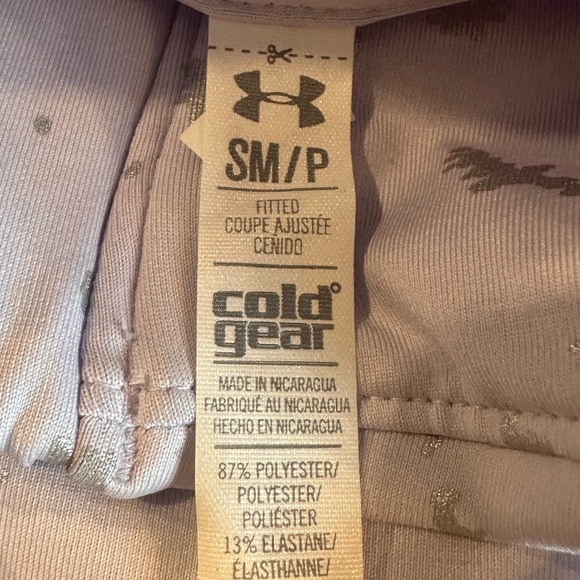 SM/P
FITTED
COUPE AJUSTÉE
CEÑIDO
cold
gear
MADE IN NICARAGUA
FABRIQUÉ AU NICARAGUA
HECHO EN NICARAGUA
87% POLYESTER/
POLYESTER/
POLIÉSTER
13% ELASTANE/
ÉLASTHANNE/